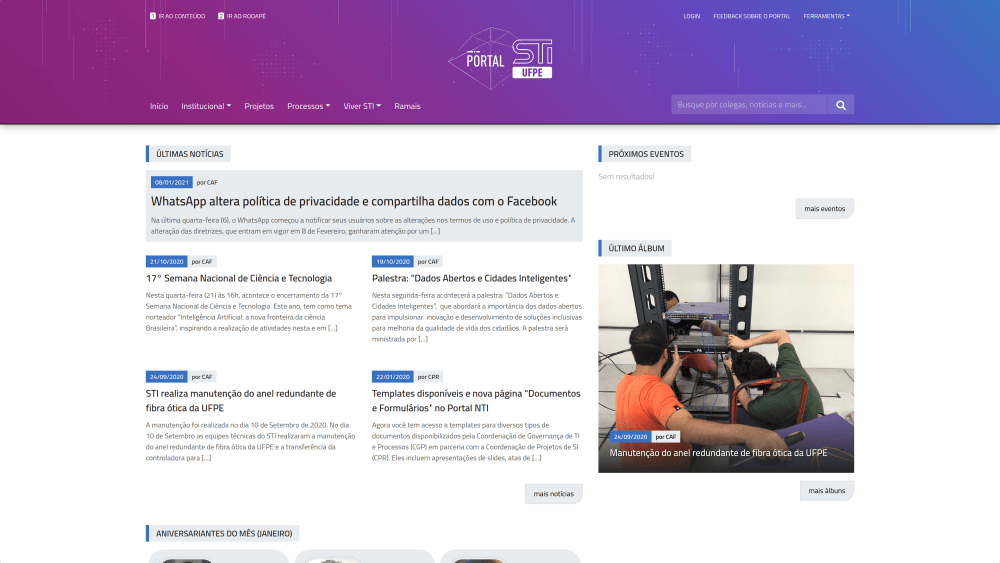 1 IR AO CONTEÚDO
2 IR AO RODAPÉ
LOGIN
FEEDBACK SOBRE O PORTAL
FERRAMENTAS
PORTAL
STI
UFPE
Início
Institucional
Projetos
Processos
Viver STI
Ramais
Busque por colegas, notícias e mais...
ÚLTIMAS NOTÍCIAS
08/01/2021 por CAF
WhatsApp altera política de privacidade e compartilha dados com o Facebook
Na última quarta-feira (6), o WhatsApp começou a notificar seus usuários sobre as alterações nos termos de uso e política de privacidade. A
alteração das diretrizes, que entram em vigor em 8 de Fevereiro, ganharam atenção por um [...]
21/10/2020 por CAF
17° Semana Nacional de Ciência e Tecnologia
Nesta quarta-feira (21) às 16h, acontece o encerramento da 17°
Semana Nacional de Ciência e Tecnologia. Este ano, tem como tema
norteador "Inteligência Artificial: a nova fronteira da ciência
Brasileira", inspirando a realização de atividades nesta e em [...]
19/10/2020 por CAF
Palestra: "Dados Abertos e Cidades Inteligentes"
Nesta segunda-feira acontecerá a palestra: "Dados Abertos e
Cidades Inteligentes", que abordará a importância dos dados abertos
para impulsionar inovação e desenvolvimento de soluções inclusivas
para melhoria da qualidade de vida dos cidadãos. A palestra será
ministrada por [...]
24/09/2020 por CAF
STI realiza manutenção do anel redundante de
fibra ótica da UFPE
A manutenção foi realizada no dia 10 de Setembro de 2020. No dia
10 de Setembro as equipes técnicas do STI realizaram a manutenção
do anel redundante de fibra ótica da UFPE e a transferência da
controladora para [...]
22/01/2020 por CPR
Templates disponíveis e nova página "Documentos
e Formulários" no Portal NTI
Agora você tem acesso a templates para diversos tipos de
documentos disponibilizados pela Coordenação de Governança de TI
e Processos (CGP) em parceria com a Coordenação de Projetos de SI
(CPR). Eles incluem apresentações de slides, atas de [...]
mais notícias
PRÓXIMOS EVENTOS
Sem resultados!
mais eventos
ÚLTIMO ÁLBUM
24/09/2020 por CAF
Manutenção do anel redundante de fibra ótica da UFPE
mais álbuns
ANIVERSARIANTES DO MÊS (JANEIRO)